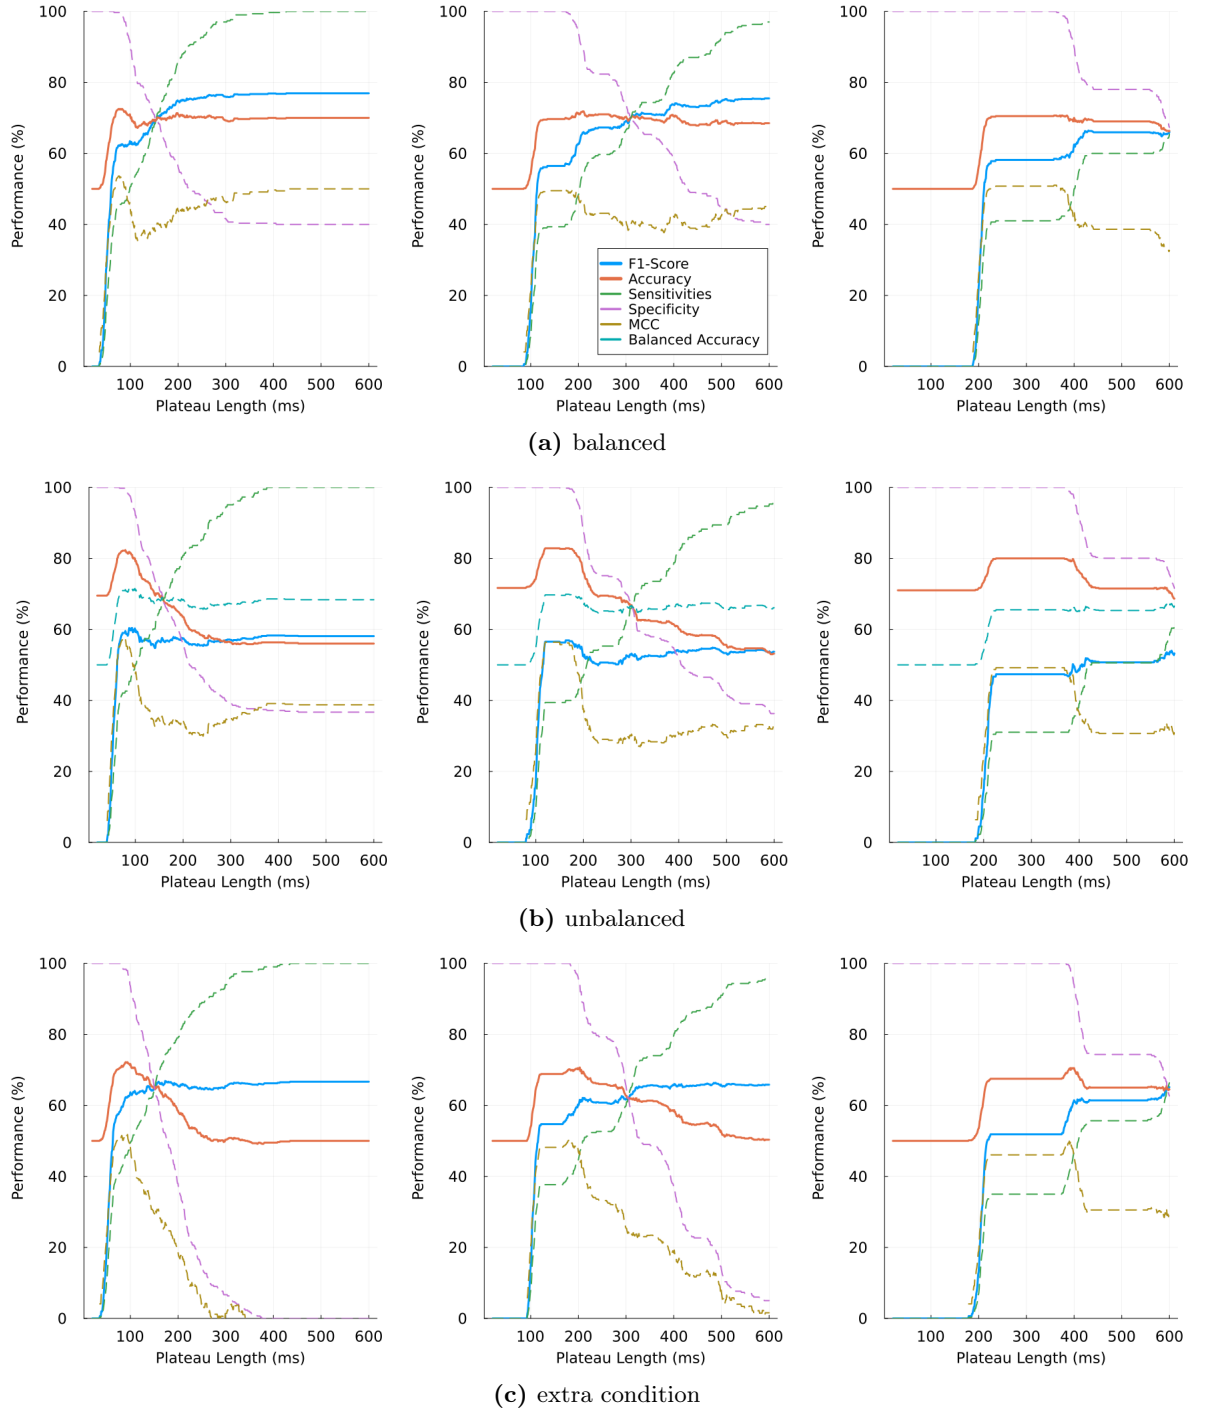 100
80
60
40
20
0
Performance (%)
100 200 300 400 500 600
Plateau Length (ms)
100
80
60
40
20
0
Performance (%)
100 200 300 400 500 600
Plateau Length (ms)
F1-Score
Accuracy
Sensitivities
Specificity
MCC
Balanced Accuracy
100
80
60
40
20
0
Performance (%)
100 200 300 400 500 600
Plateau Length (ms)
(a) balanced
100
80
60
40
20
0
Performance (%)
100 200 300 400 500 600
Plateau Length (ms)
100
80
60
40
20
0
Performance (%)
100 200 300 400 500 600
Plateau Length (ms)
100
80
60
40
20
0
Performance (%)
100 200 300 400 500 600
Plateau Length (ms)
(b) unbalanced
100
80
60
40
20
0
Performance (%)
100 200 300 400 500 600
Plateau Length (ms)
100
80
60
40
20
0
Performance (%)
100 200 300 400 500 600
Plateau Length (ms)
100
80
60
40
20
0
Performance (%)
100 200 300 400 500 600
Plateau Length (ms)
(c) extra condition